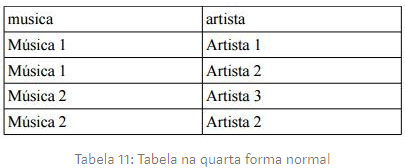 musica artista
Música 1 Artista 1
Música 1 Artista 2
Música 2 Artista 3
Música 2 Artista 2
Tabela 11: Tabela na quarta forma normal